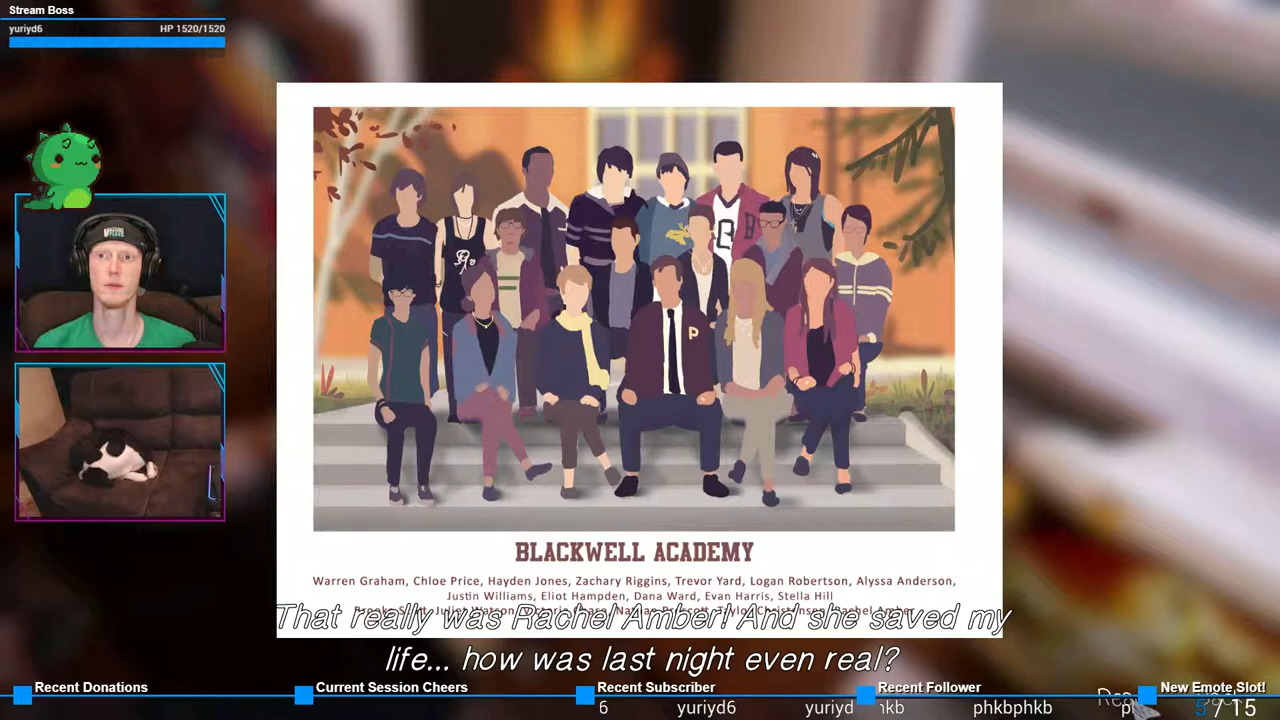 Stream Boss
yuriyd6 HP 1520/1520
BLACKWELL ACADEMY
Warren Graham, Chloe Price, Hayden Jones, Zachary Riggins, Trevor Yard, Logan Robertson, Alyssa Anderson,
Justin Williams, Eliot Hampden, Dana Ward, Evan Harris, Stella Hill
That really was Rachel Amber! And she saved my
life... how was last night even real?
Recent Donations Current Session Cheers Recent Subscriber Recent Follower New Emote Slot!
6 yuriyd6 yuriyd nkb phkbphkb p 5 / 15